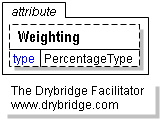 attribute
Weighting
type PercentageType
The Drybridge Facilitator
www.drybridge.com